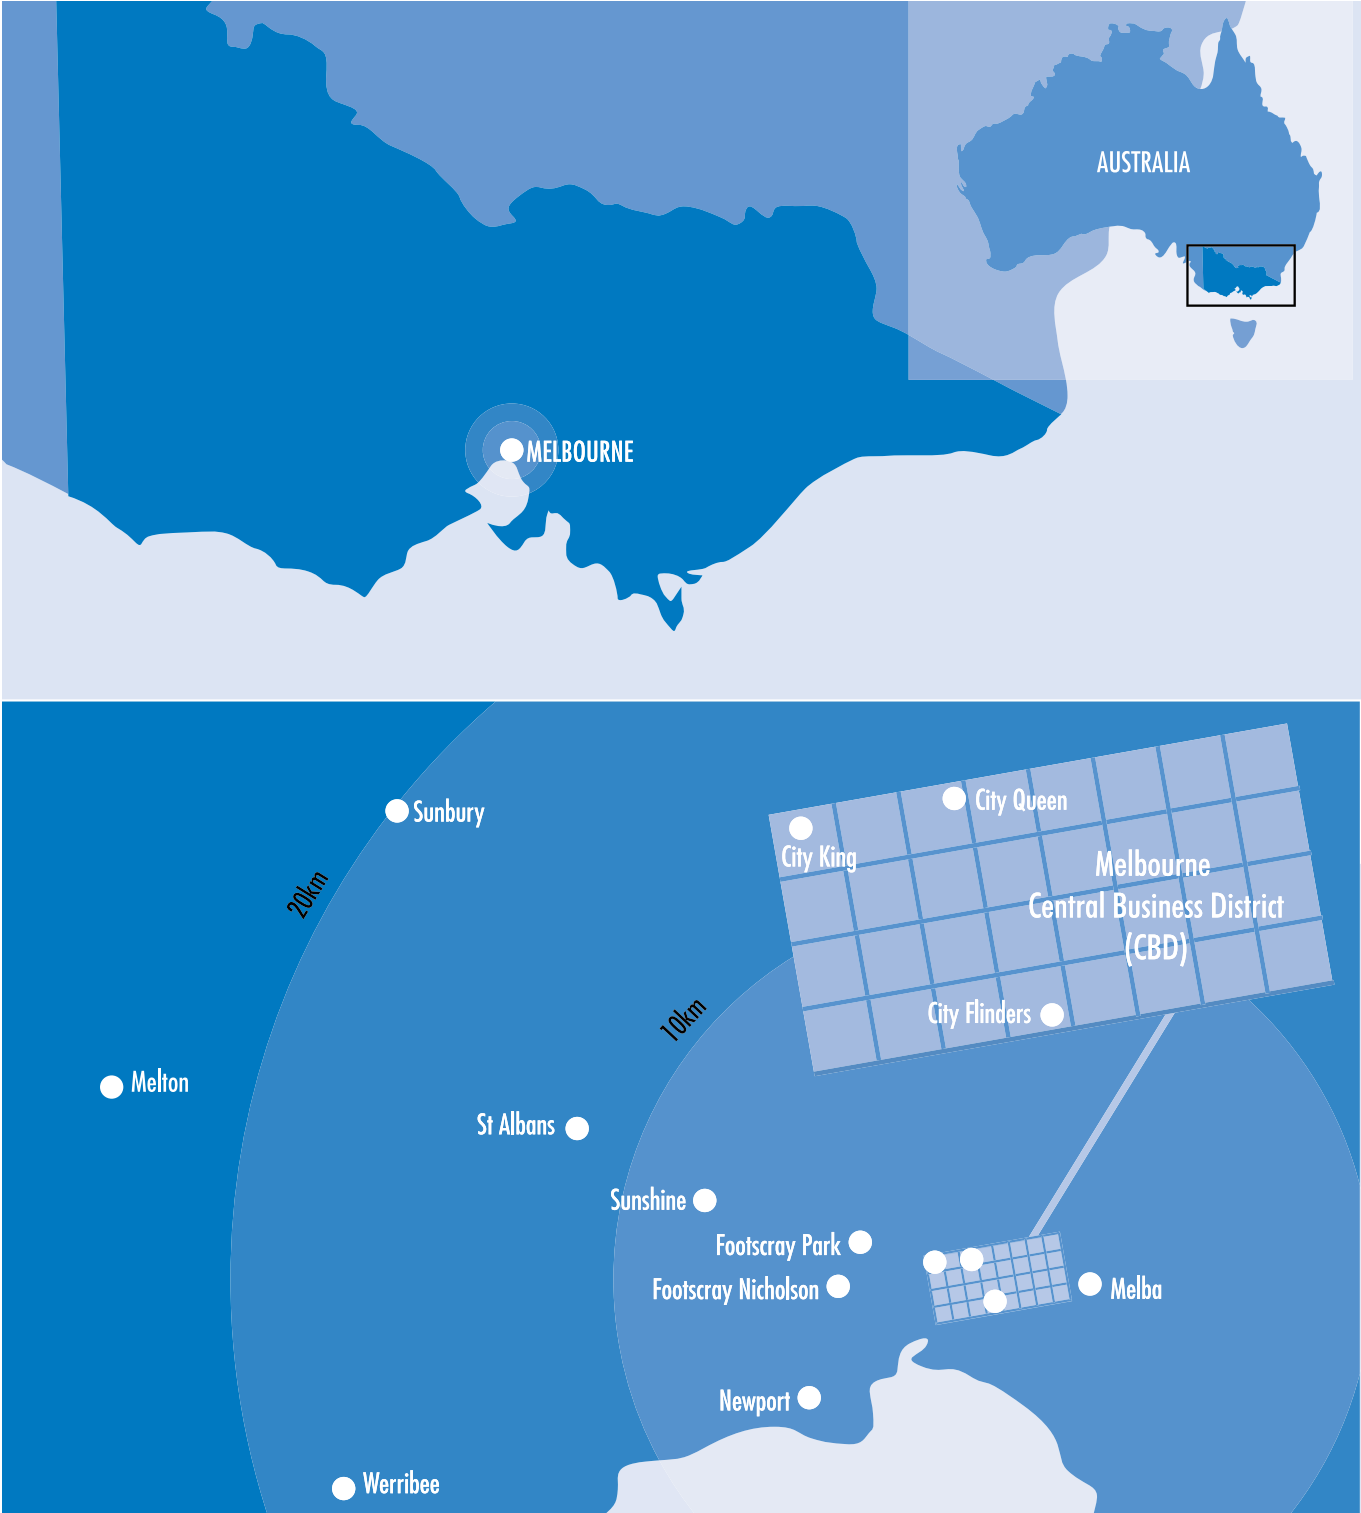 AUSTRALIA
MELBOURNE
Sunbury
City Queen
City King
Melbourne
Central Business District
(CBD)
20km
10km
City Flinders
Melton
St Albans
Sunshine
Footscray Park
Footscray Nicholson
Melba
Newport
Werribee